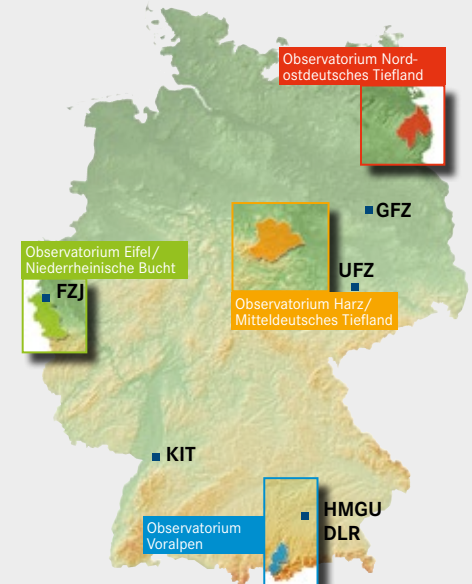 Observatorium Nord-
ostdeutsches Tiefland
GFZ
Observatorium Eifel/
Niederrheinische Bucht
FZJ
UFZ
Observatorium Harz/
Mitteldeutsches Tiefland
KIT
HMGU
DLR
Observatorium
Voralpen